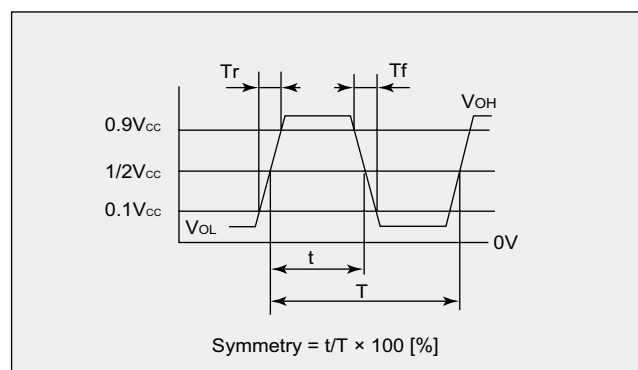 Tr
Tf
VOH
0.9Vcc
1/2Vcc
0.1Vcc
VOL
0V
t
T
Symmetry = t/T × 100 [%]